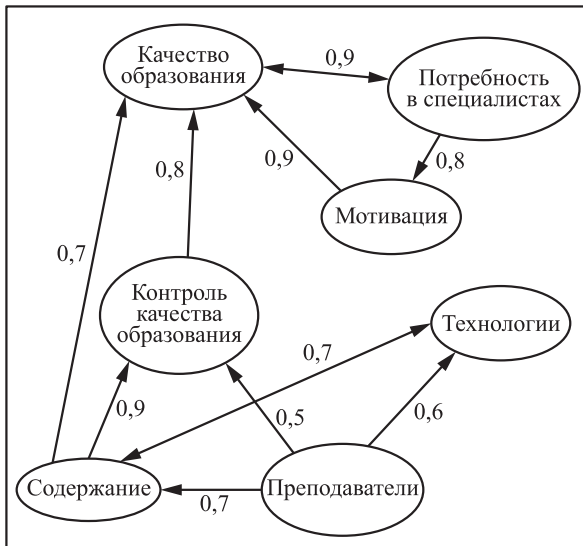 Качество
образования
0,9
Потребность
в специалистах
0,8
0,9
0,8
Мотивация
0,7
Контроль
качества
образования
Технологии
0,7
0,9
0,5
0,6
Содержание
0,7
Преподаватели